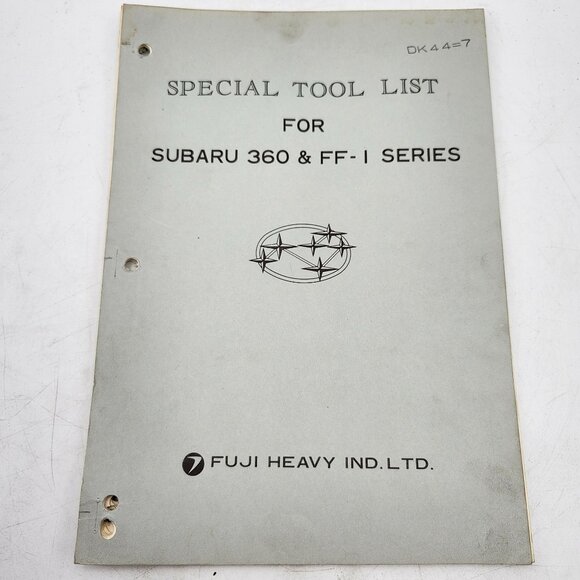 DK44=7
SPECIAL TOOL LIST
FOR
SUBARU 360 & FF-1 SERIES
FUJI HEAVY IND. LTD.